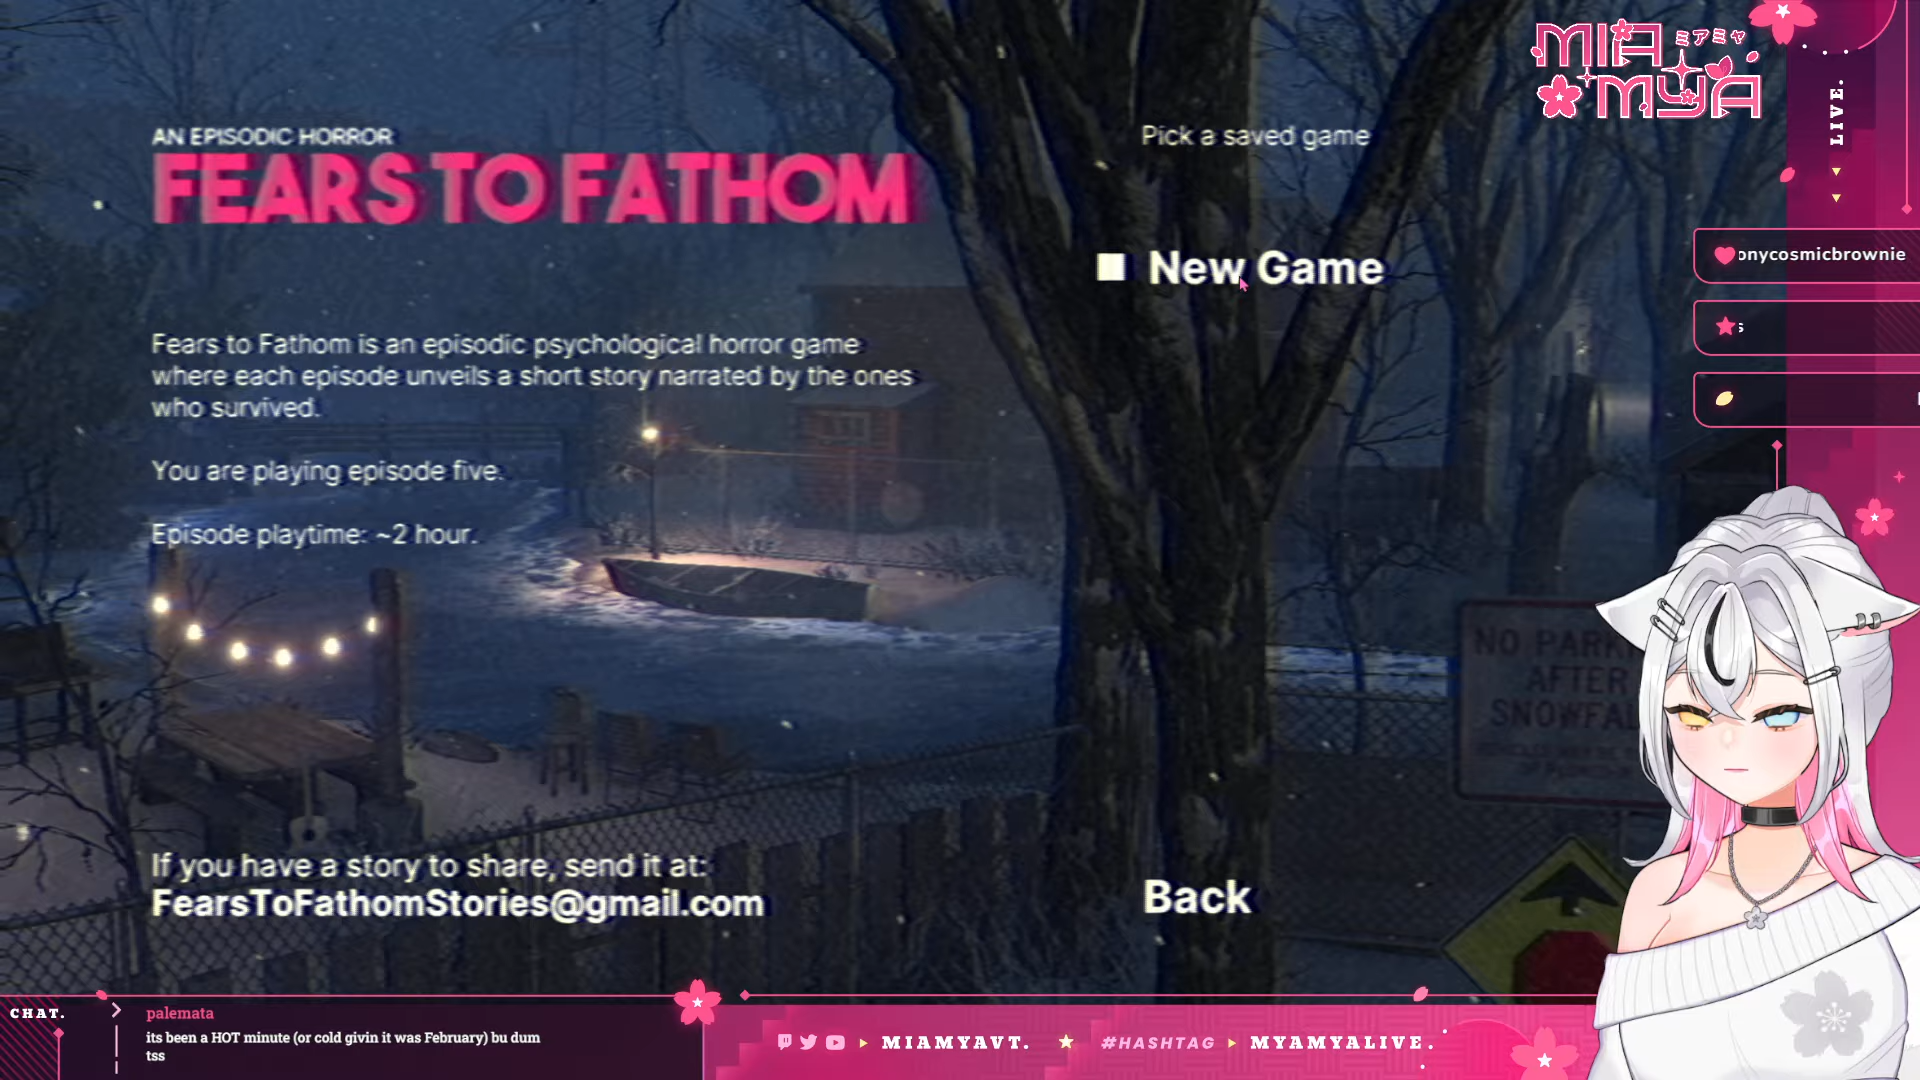 AN EPISODIC HORROR
FEARS TO FATHOM
Fears to Fathom is an episodic psychological horror game
where each episode unveils a short story narrated by the ones
who survived.
You are playing episode five.
Episode playtime: ~2 hour.
If you have a story to share, send it at:
FearsToFathomStories@gmail.com
Pick a saved game
New Game
Back
NO PARK
AFTER
SNOWFA
MIA ミアミャ
MYA
LIVE.
onycosmicbrownie
s
CHAT.
palemata
its been a HOT minute (or cold givin it was February) bu dum
tss
MIAMYAVT.
#HASHTAG
MYAMYALIVE.